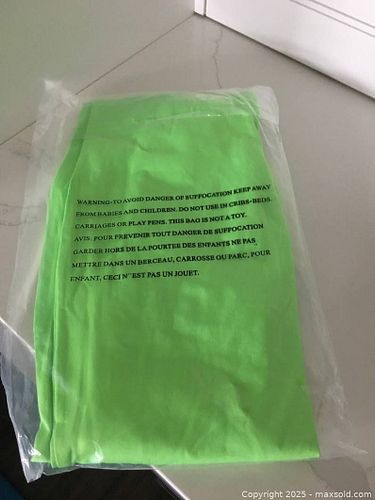 WARNING-TO AVOID DANGER OF SUFFOCATION KEEP AWAY
FROM BABIES AND CHILDREN. DO NOT USE IN CRIBS-BEDS.
CARRIAGES OR PLAY PENS. THIS BAG IS NOT A TOY.
AVIS: POUR PREVENIR TOUT DANGER DE SUFFOCATION
GARDER HORS DE LA POURTEE DES ENFANTS NE PAS
METTRE DANS UN BERCEAU, CARROSSE OU PARC, POUR
ENFANT, CECI N'EST PAS UN JOUET.
Copyright © 2025 - maxsold.com